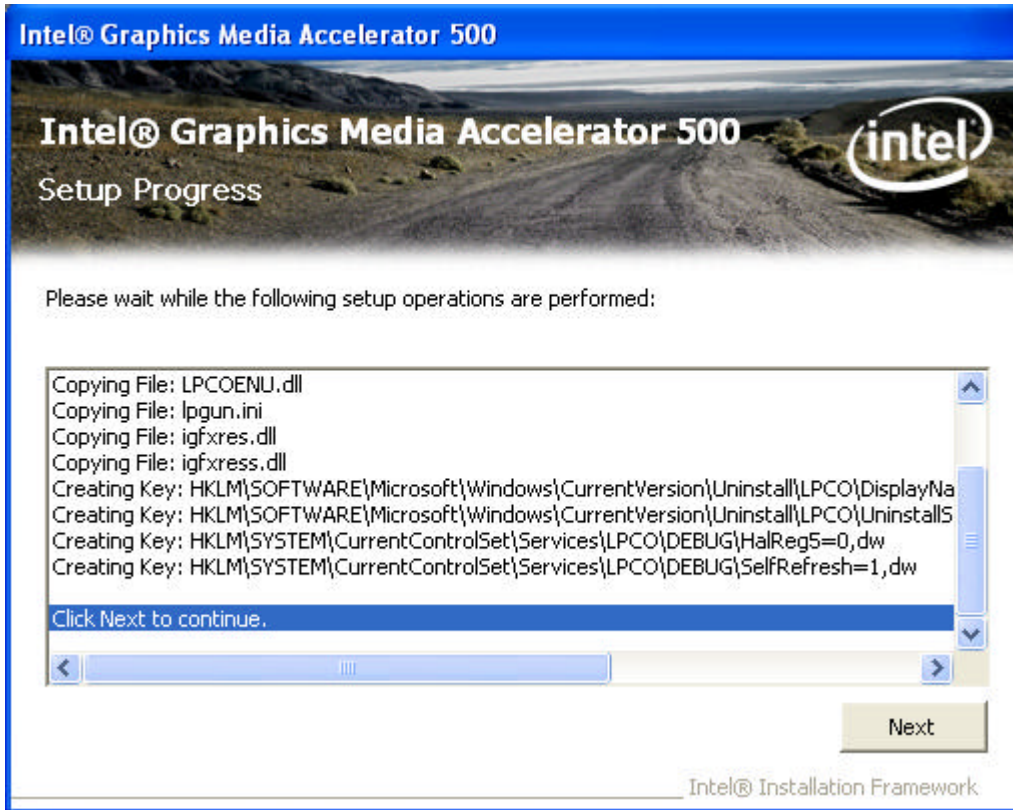 Intel® Graphics Media Accelerator 500
Intel® Graphics Media Accelerator 500
intel®
Setup Progress
Please wait while the following setup operations are performed:
Copying File: LPCOENU.dll
Copying File: lpgun.ini
Copying File: igfxres.dll
Copying File: igfxress.dll
Creating Key: HKLM\SOFTWARE\Microsoft\Windows\CurrentVersion\Uninstall\LPCO\DisplayNa
Creating Key: HKLM\SOFTWARE\Microsoft\Windows\CurrentVersion\Uninstall\LPCO\UninstallS
Creating Key: HKLM\SYSTEM\CurrentControlSet\Services\LPCO\DEBUG\HalReg5=0,dw
Creating Key: HKLM\SYSTEM\CurrentControlSet\Services\LPCO\DEBUG\SelfRefresh=1,dw
Click Next to continue.
Next
Intel® Installation Framework